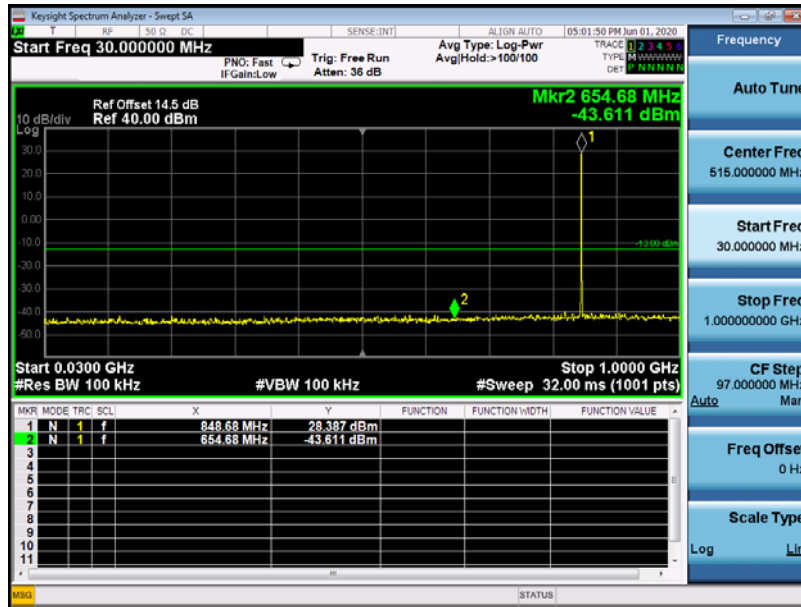 Keysight Spectrum Analyzer - Swept SA
T RF 50 Ω DC SENSE:INT ALIGN AUTO 05:01:50 PM Jun 01, 2020
Start Freq 30.000000 MHz
PNO: Fast
IFGain:Low
Trig: Free Run
Atten: 36 dB
Avg Type: Log-Pwr
Avg|Hold:>100/100
TRACE 1 2 3 4 5 6
TYPE M W W W W W
DET P N N N N N
Ref Offset 14.5 dB
Ref 40.00 dBm
10 dB/div
Log
Mkr2 654.68 MHz
-43.611 dBm
30.0
20.0
10.0
0.00
-10.0
-20.0
-30.0
-40.0
-50.0
1
-13.00 dBm
2
Start 0.0300 GHz
Stop 1.0000 GHz
#Res BW 100 kHz
#VBW 100 kHz
#Sweep 32.00 ms (1001 pts)
MKR MODE TRC SCL X Y FUNCTION FUNCTION WIDTH FUNCTION VALUE
1 N 1 f 848.68 MHz 28.387 dBm
2 N 1 f 654.68 MHz -43.611 dBm
3
4
5
6
7
8
9
10
11
MSG
STATUS
Frequency
Auto Tune
Center Freq
515.000000 MHz
Start Freq
30.000000 MHz
Stop Freq
1.000000000 GHz
CF Step
97.000000 MHz
Auto Man
Freq Offset
0 Hz
Scale Type
Log Lin